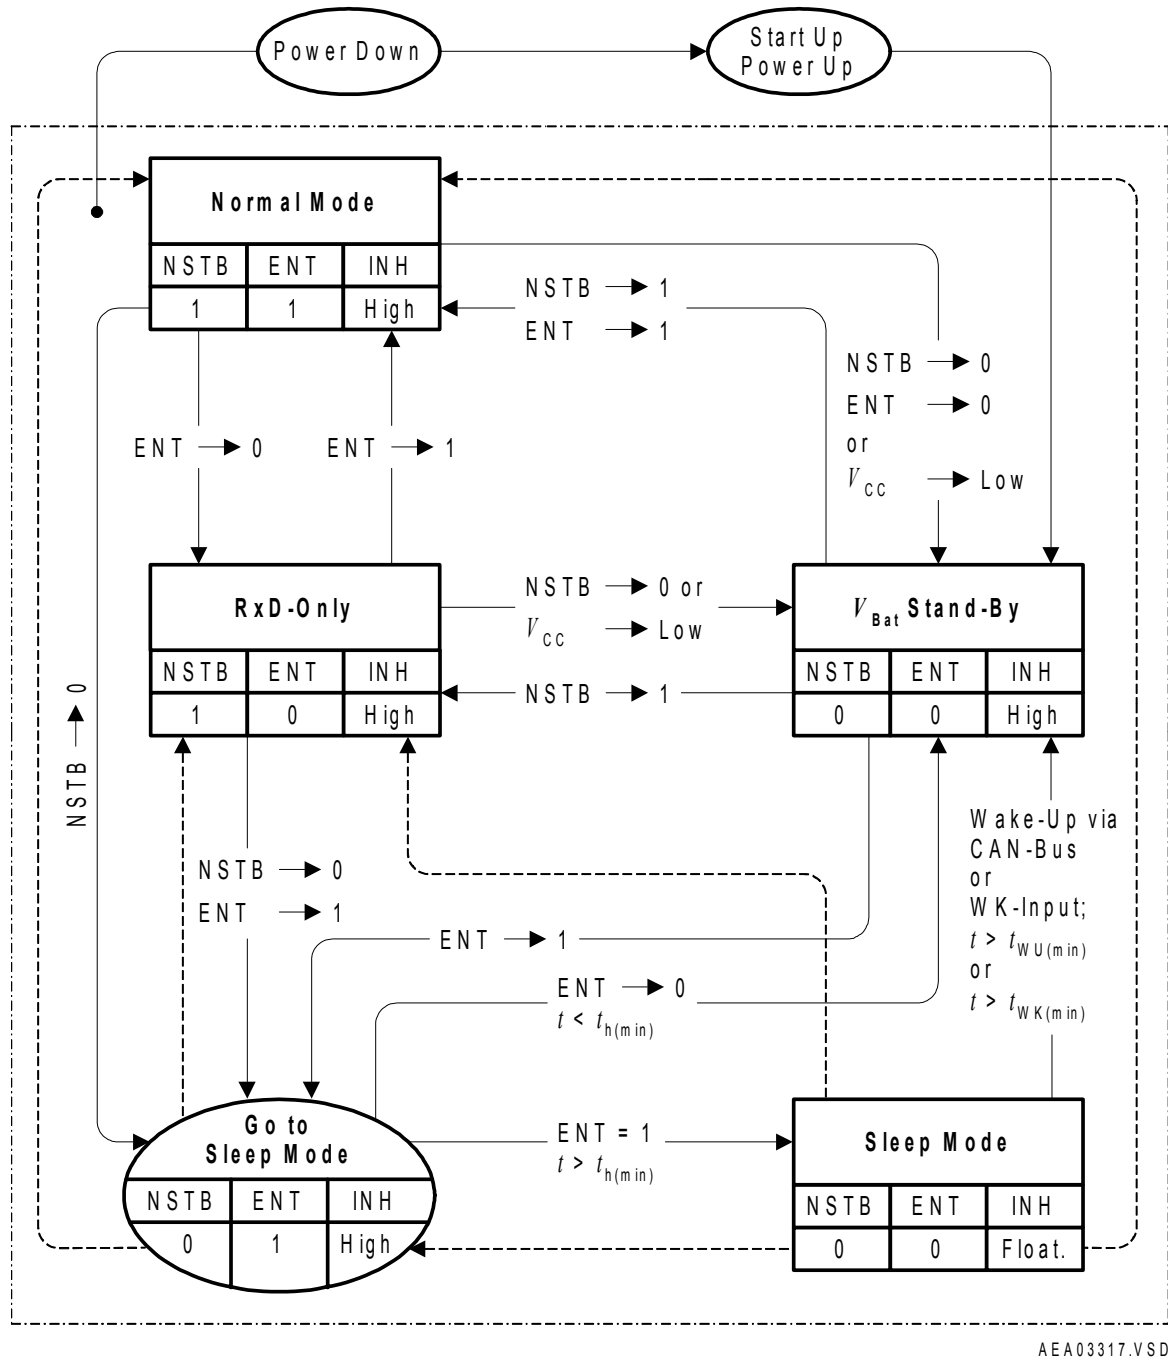 Power Down
Start Up
Power Up
Normal Mode
NSTB ENT INH
1 1 High
NSTB → 1
ENT → 1
NSTB → 0
ENT → 0
or
VCC → Low
ENT → 0
ENT → 1
RxD-Only
NSTB ENT INH
1 0 High
NSTB → 0 or
VCC → Low
NSTB → 1
VBat Stand-By
NSTB ENT INH
0 0 High
NSTB → 0
NSTB → 0
ENT → 1
ENT → 1
ENT → 0
t < th(min)
Wake-Up via
CAN-Bus
or
WK-Input;
t > tWU(min)
or
t > tWK(min)
Go to
Sleep Mode
NSTB ENT INH
0 1 High
ENT = 1
t > th(min)
Sleep Mode
NSTB ENT INH
0 0 Float.
AEA03317.VSD